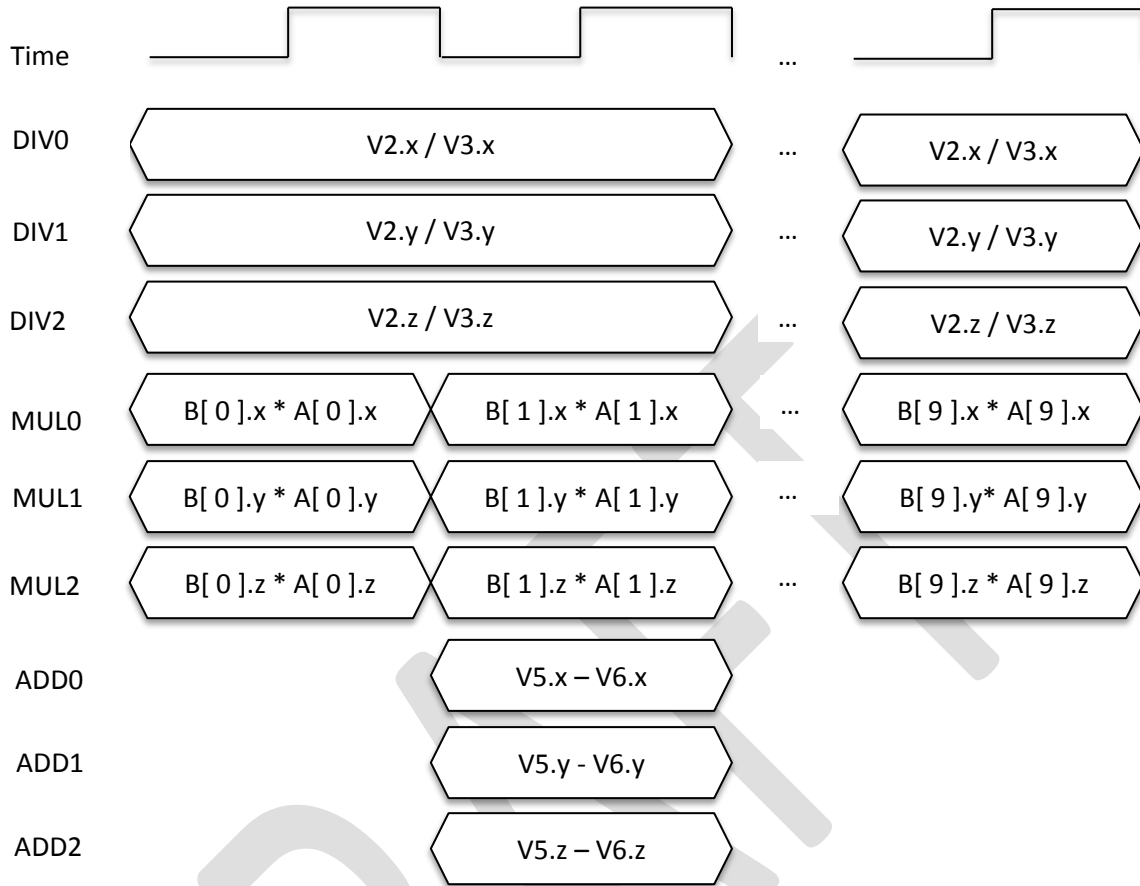 Time ...
DIV0 V2.x / V3.x ... V2.x / V3.x
DIV1 V2.y / V3.y ... V2.y / V3.y
DIV2 V2.z / V3.z ... V2.z / V3.z
MUL0 B[ 0 ].x * A[ 0 ].x B[ 1 ].x * A[ 1 ].x ... B[ 9 ].x * A[ 9 ].x
MUL1 B[ 0 ].y * A[ 0 ].y B[ 1 ].y * A[ 1 ].y ... B[ 9 ].y* A[ 9 ].y
MUL2 B[ 0 ].z * A[ 0 ].z B[ 1 ].z * A[ 1 ].z ... B[ 9 ].z * A[ 9 ].z
ADD0 V5.x – V6.x
ADD1 V5.y - V6.y
ADD2 V5.z – V6.z